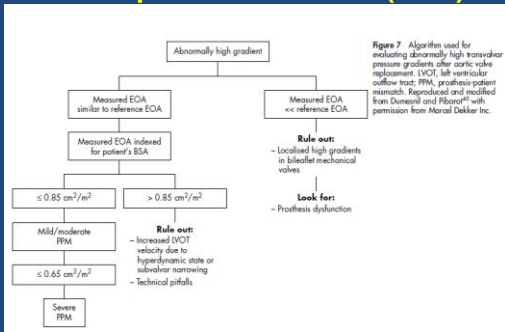 Abnormally high gradient
Measured EOA
similar to reference EOA
Measured EOA
<< reference EOA
Measured EOA indexed
for patient's BSA
Rule out:
– Localised high gradients
in bileaflet mechanical
valves
Look for:
– Prosthesis dysfunction
≤ 0.85 cm²/m²
> 0.85 cm²/m²
Mild/moderate
PPM
Rule out:
– Increased LVOT
velocity due to
hyperdynamic state or
subvalvar narrowing
– Technical pitfalls
≤ 0.65 cm²/m²
Severe
PPM
Figure 7 Algorithm used for
evaluating abnormally high transvalvar
pressure gradients after aortic valve
replacement. LVOT, left ventricular
outflow tract; PPM, prosthesis-patient
mismatch. Reproduced and modified
from Dumesnil and Pibarot⁴⁵ with
permission from Marcel Dekker Inc.